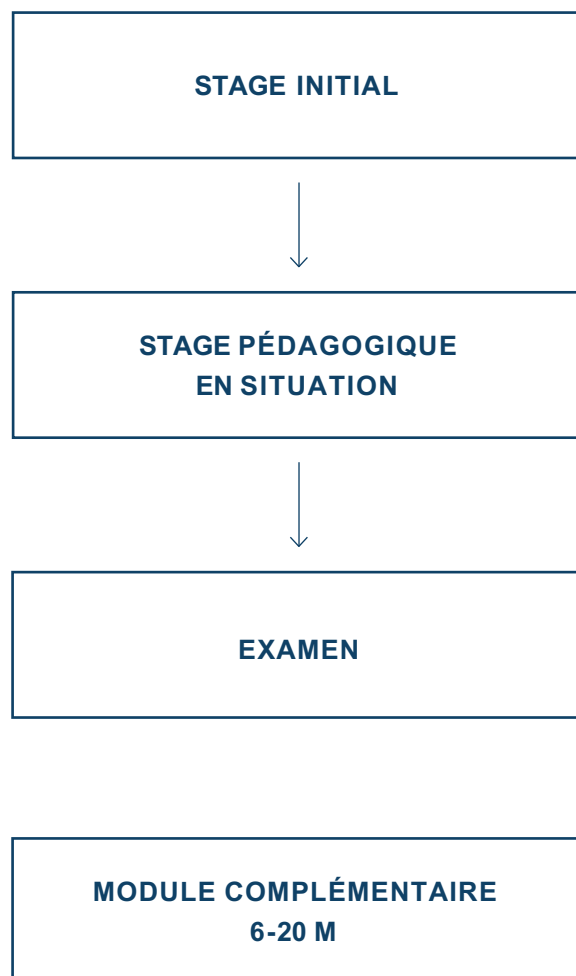 STAGE INITIAL
STAGE PÉDAGOGIQUE
EN SITUATION
EXAMEN
MODULE COMPLÉMENTAIRE
6-20 M